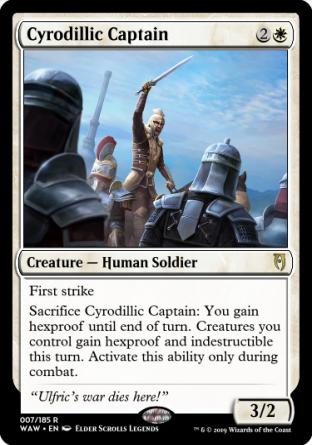 Cyrodillic Captain 2
Creature — Human Soldier
First strike
Sacrifice Cyrodillic Captain: You gain
hexproof until end of turn. Creatures you
control gain hexproof and indestructible
this turn. Activate this ability only during
combat.
“Ulfric's war dies here!”
3/2
007/185 R
WAW • EN ELDER SCROLLS LEGENDS
™ & © 2019 Wizards of the Coast